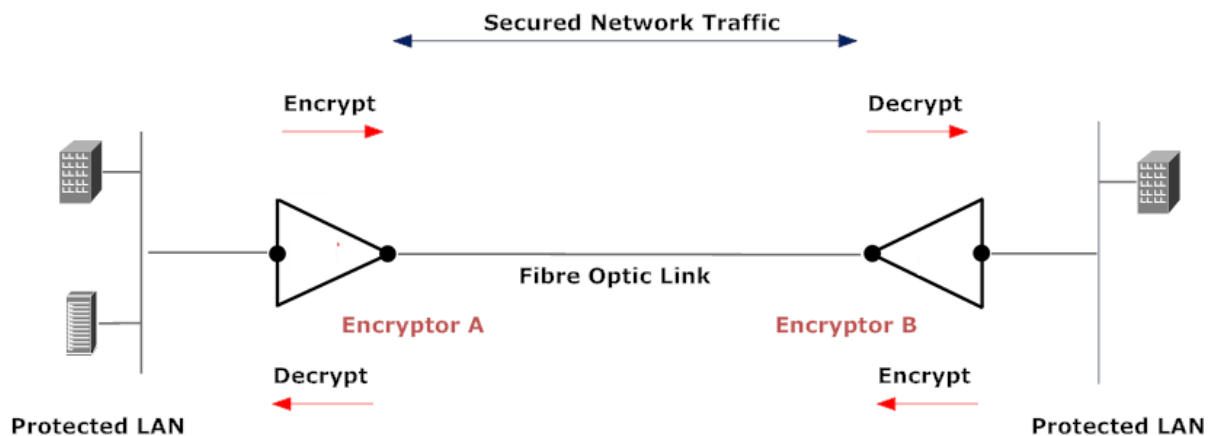 Secured Network Traffic
Encrypt
Decrypt
Fibre Optic Link
Encryptor A
Encryptor B
Decrypt
Encrypt
Protected LAN
Protected LAN